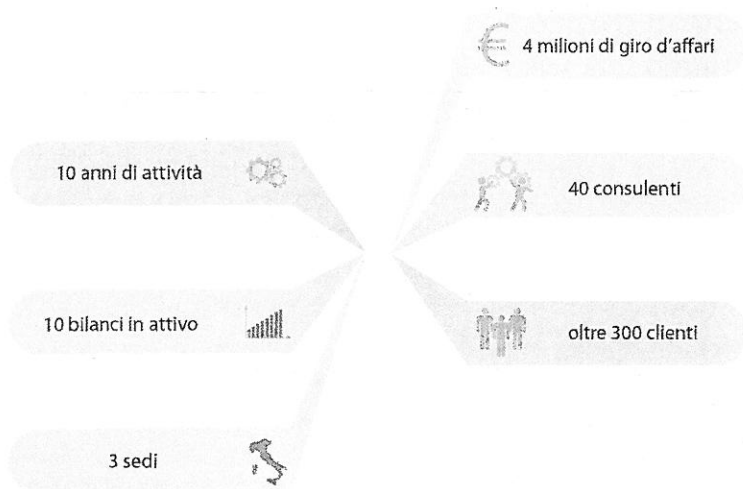 4 milioni di giro d'affari
10 anni di attività
40 consulenti
10 bilanci in attivo
oltre 300 clienti
3 sedi